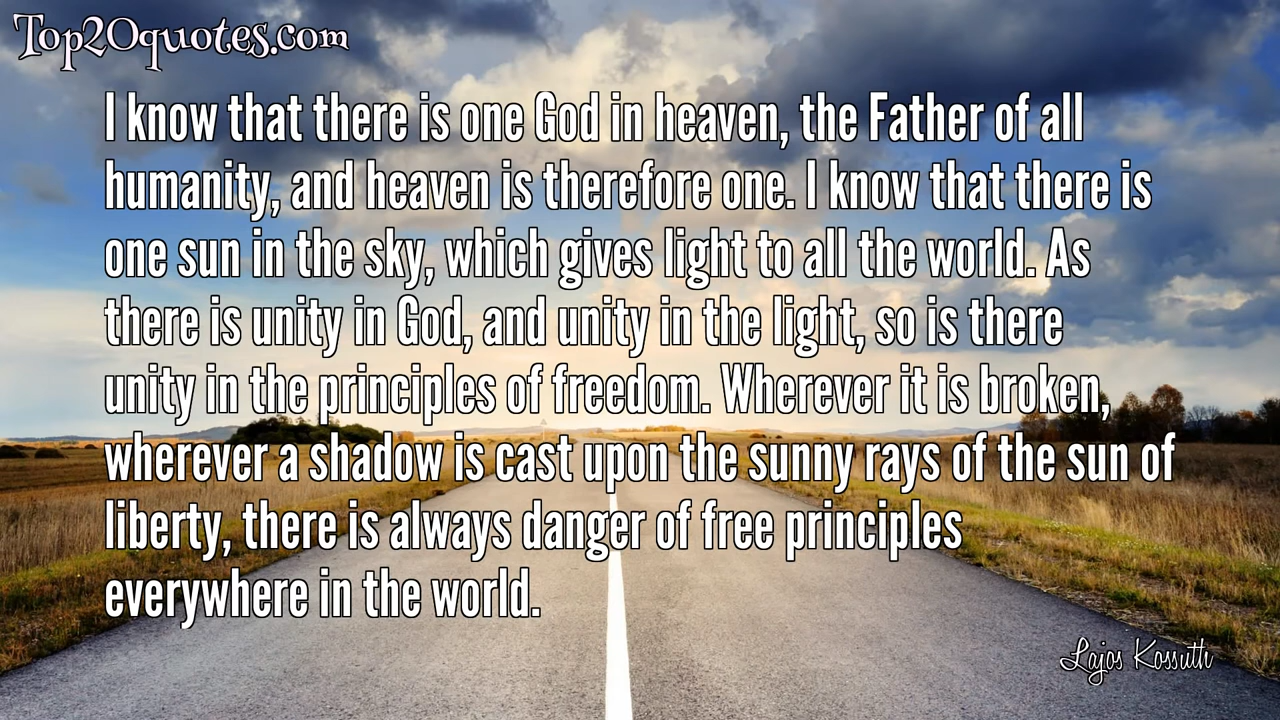 Top20quotes.com
I know that there is one God in heaven, the Father of all
humanity, and heaven is therefore one. I know that there is
one sun in the sky, which gives light to all the world. As
there is unity in God, and unity in the light, so is there
unity in the principles of freedom. Wherever it is broken,
wherever a shadow is cast upon the sunny rays of the sun of
liberty, there is always danger of free principles
everywhere in the world.
Lajos Kossuth